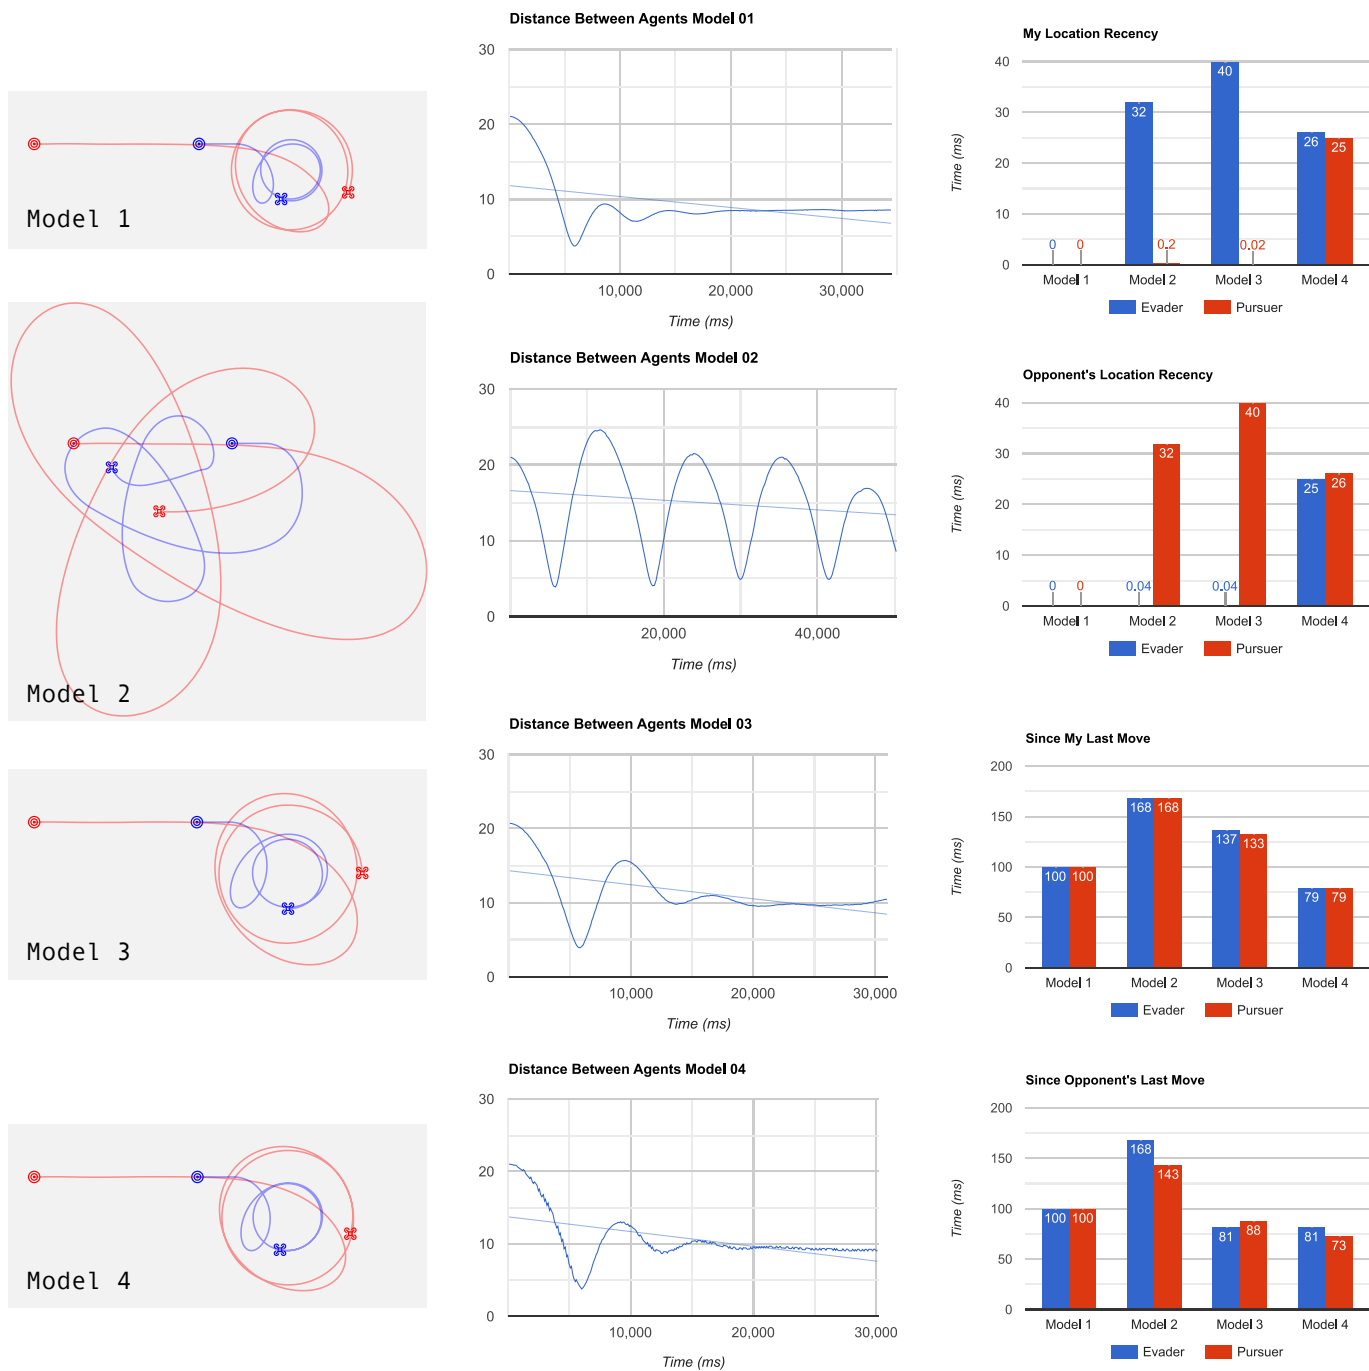 Model 1
Model 2
Model 3
Model 4
Distance Between Agents Model 01
30
20
10
0
10,000 20,000 30,000
Time (ms)
Distance Between Agents Model 02
30
20
10
0
20,000 40,000
Time (ms)
Distance Between Agents Model 03
30
20
10
0
10,000 20,000 30,000
Time (ms)
Distance Between Agents Model 04
30
20
10
0
10,000 20,000 30,000
Time (ms)
My Location Recency
Time (ms)
40
30
20
10
0
0 0 32 0.2 40 0.02 26 25
Model 1 Model 2 Model 3 Model 4
Evader Pursuer
Opponent's Location Recency
Time (ms)
40
30
20
10
0
0 0 0.04 32 0.04 40 25 26
Model 1 Model 2 Model 3 Model 4
Evader Pursuer
Since My Last Move
Time (ms)
200
150
100
50
0
100 100 168 168 137 133 79 79
Model 1 Model 2 Model 3 Model 4
Evader Pursuer
Since Opponent's Last Move
Time (ms)
200
150
100
50
0
100 100 168 143 81 88 81 73
Model 1 Model 2 Model 3 Model 4
Evader Pursuer